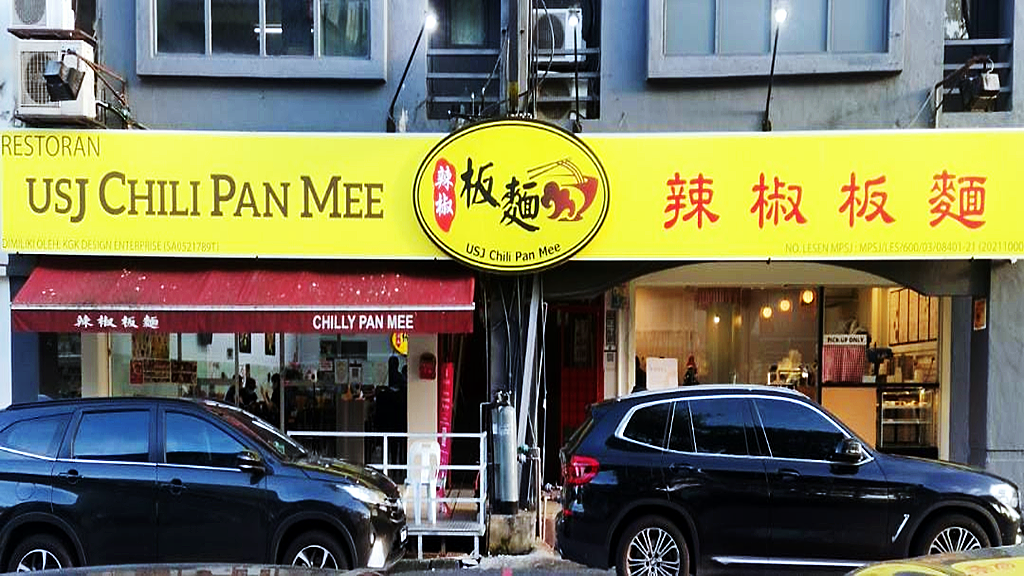 RESTORAN
USJ CHILI PAN MEE
DIMILIKI OLEH: KGK DESIGN ENTERPRISE (SA0521789T)
辣椒
板麵
USJ Chili Pan Mee
辣椒板麵
NO. LESEN MPSJ : MPSJ/LES/600/03/08401-21 (20211000
辣椒板麵
CHILLY PAN MEE
PICK UP ONLY